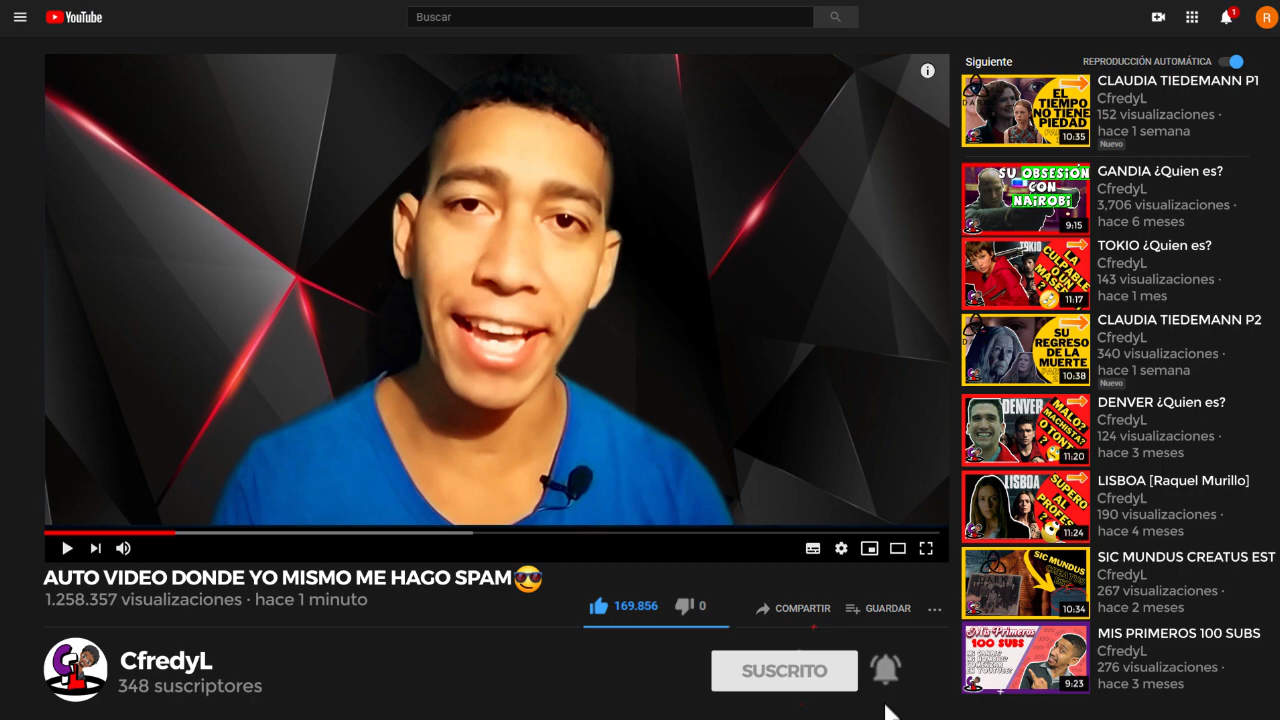 YouTube
Buscar
1
R
AUTO VIDEO DONDE YO MISMO ME HAGO SPAM
1.258.357 visualizaciones · hace 1 minuto
169.856
0
COMPARTIR
GUARDAR
CfredyL
348 suscriptores
SUSCRITO
Siguiente
REPRODUCCIÓN AUTOMÁTICA
EL
TIEMPO
NO TIENE
PIEDAD
10:35
CLAUDIA TIEDEMANN P1
CfredyL
152 visualizaciones ·
hace 1 semana
Nuevo
SU OBSESIÓN
CON
NAiROBi
9:15
GANDIA ¿Quien es?
CfredyL
3,706 visualizaciones ·
hace 6 meses
TOKIO
LA
CULPABLE
O UN
MAS
?
11:17
TOKIO ¿Quien es?
CfredyL
143 visualizaciones ·
hace 1 mes
SU
REGRESO
DE LA
MUERTE
10:38
CLAUDIA TIEDEMANN P2
CfredyL
340 visualizaciones ·
hace 1 semana
Nuevo
DENVER
MALO?
MACHISTA?
O TONT
?
11:20
DENVER ¿Quien es?
CfredyL
124 visualizaciones ·
hace 3 meses
LISBOA
SUPERO
AL
PROFES
?
11:24
LISBOA [Raquel Murillo]
CfredyL
190 visualizaciones ·
hace 4 meses
SIC MUNDUS
CREATUS
EST
DARK
10:34
SIC MUNDUS CREATUS EST
CfredyL
267 visualizaciones ·
hace 2 meses
Mis Primeros
100 SUBS
9:23
MIS PRIMEROS 100 SUBS
CfredyL
276 visualizaciones ·
hace 3 meses